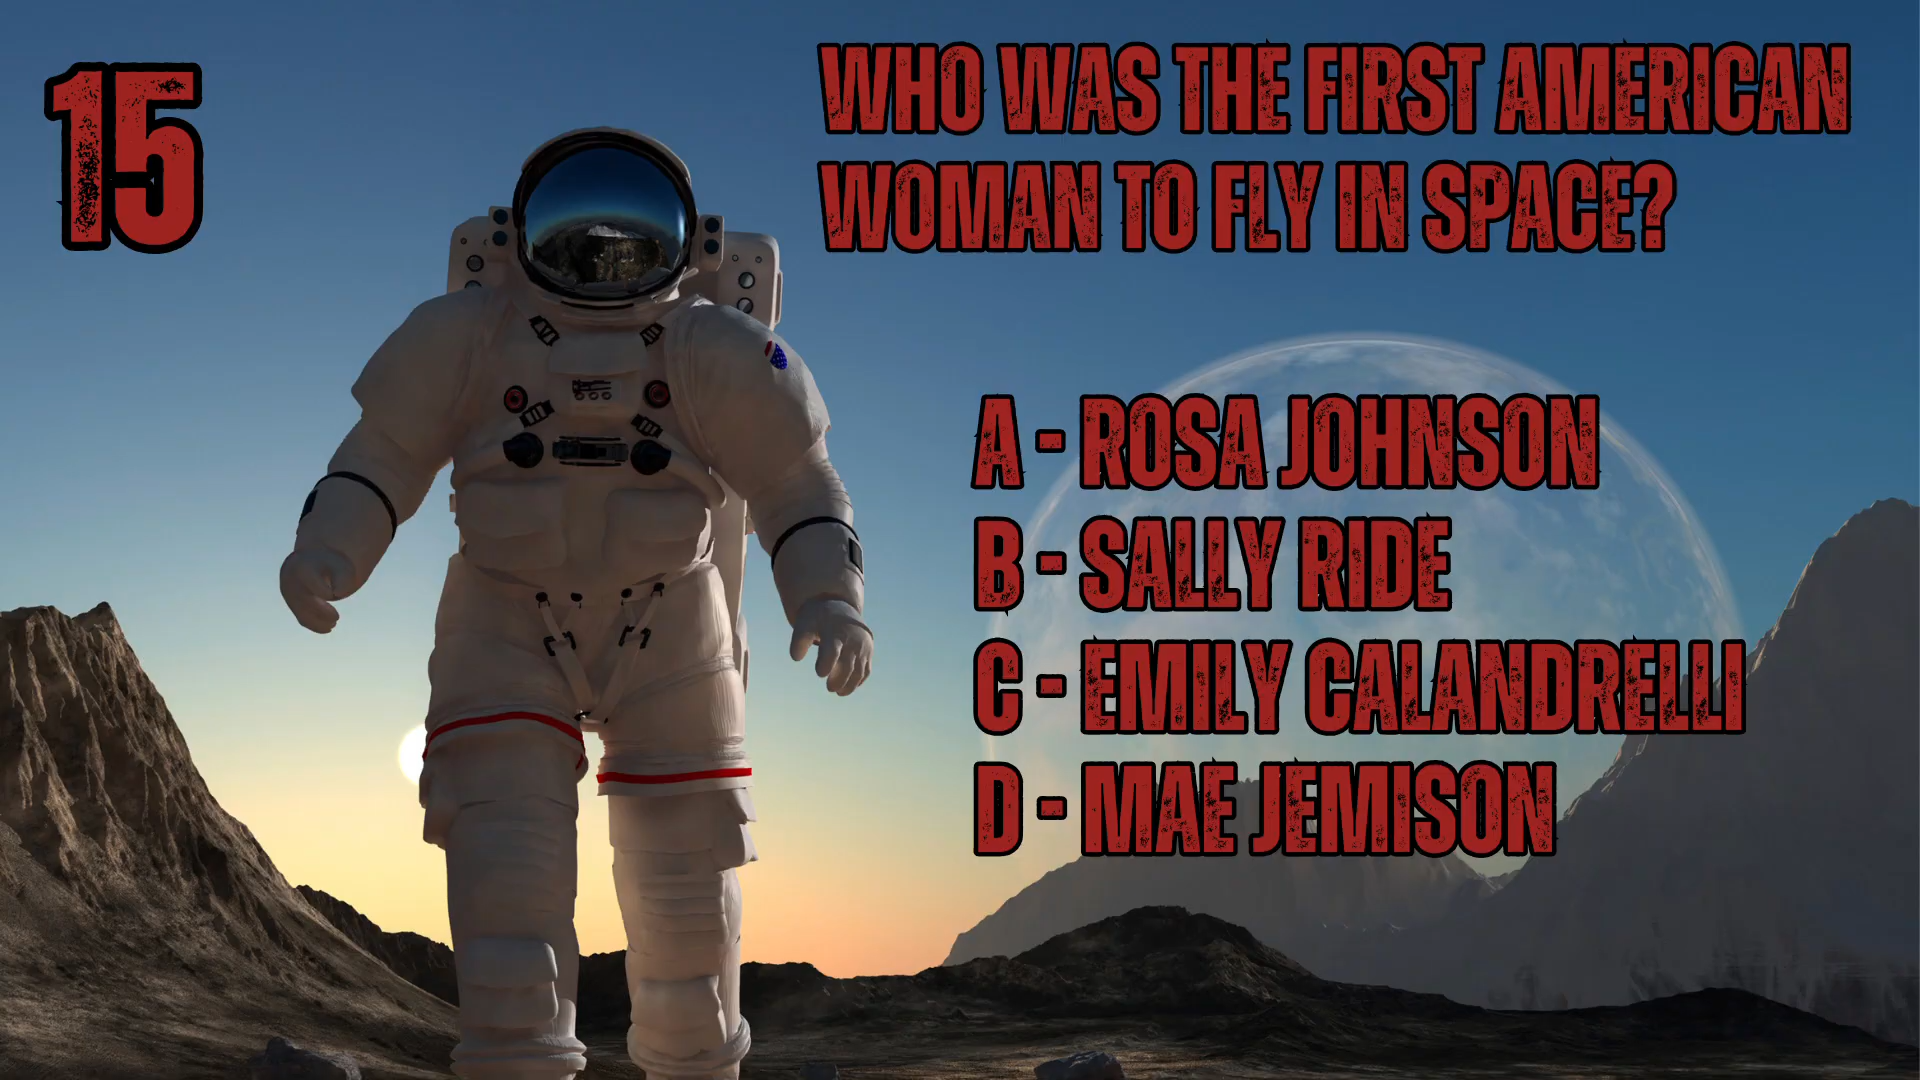 15
WHO WAS THE FIRST AMERICAN
WOMAN TO FLY IN SPACE?
A - ROSA JOHNSON
B - SALLY RIDE
C - EMILY CALANDRELLI
D - MAE JEMISON